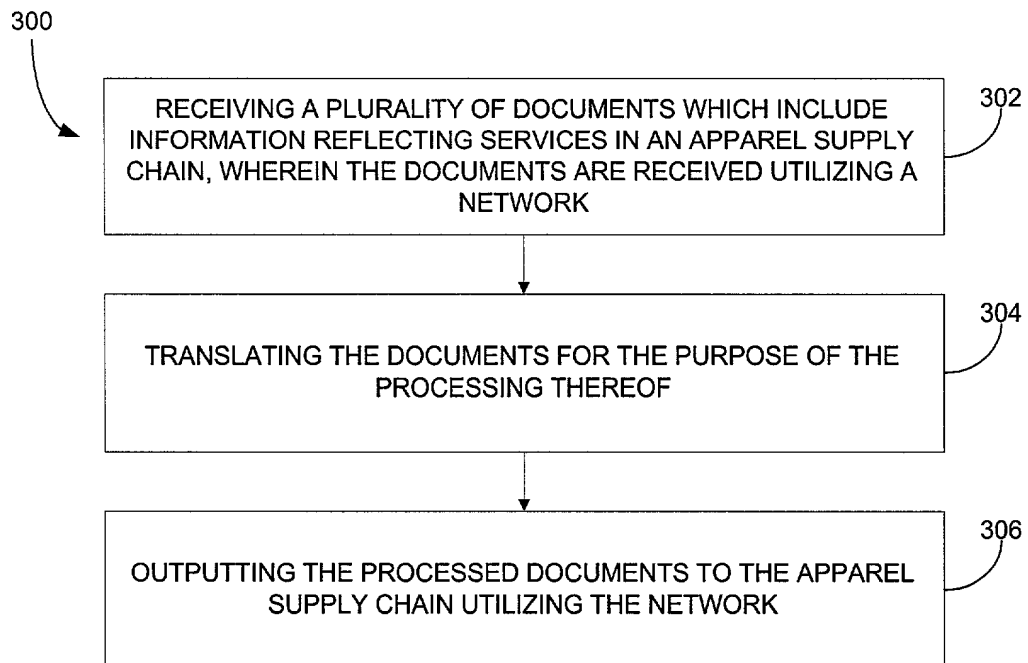 300
RECEIVING A PLURALITY OF DOCUMENTS WHICH INCLUDE
INFORMATION REFLECTING SERVICES IN AN APPAREL SUPPLY
CHAIN, WHEREIN THE DOCUMENTS ARE RECEIVED UTILIZING A
NETWORK
302
TRANSLATING THE DOCUMENTS FOR THE PURPOSE OF THE
PROCESSING THEREOF
304
OUTPUTTING THE PROCESSED DOCUMENTS TO THE APPAREL
SUPPLY CHAIN UTILIZING THE NETWORK
306